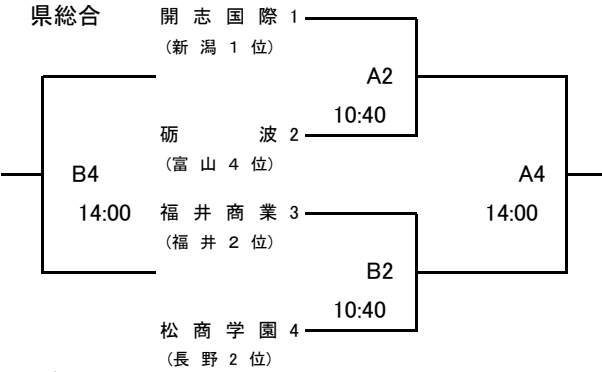 県総合
開志国際 1
(新潟1位)
A2
10:40
砺波 2
(富山4位)
B4
14:00
A4
14:00
福井商業 3
(福井2位)
B2
10:40
松商学園 4
(長野2位)